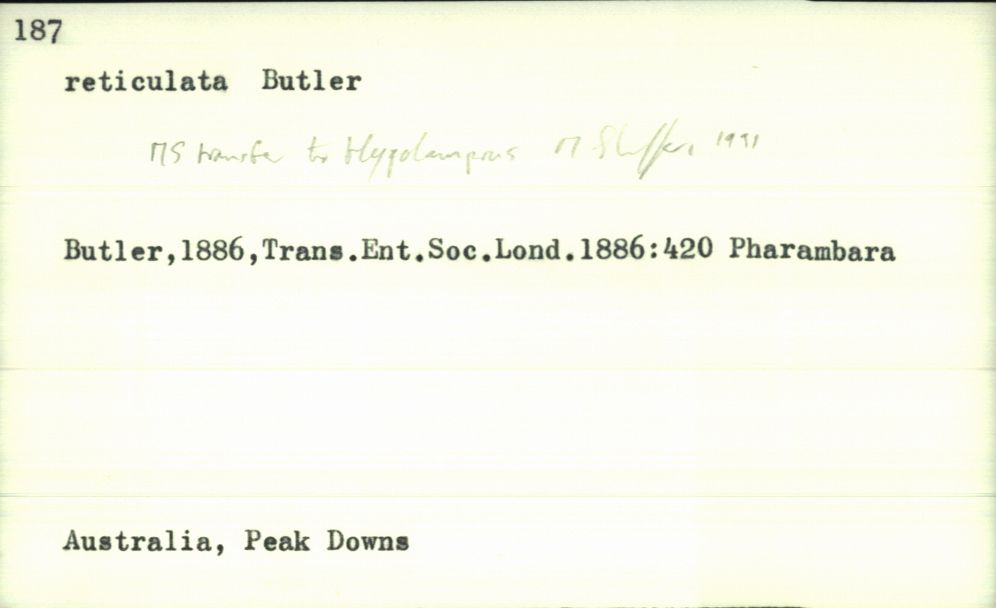 187
reticulata Butler
MS transfer to Hypolamprus M Shaffer 1991
Butler,1886,Trans.Ent.Soc.Lond.1886:420 Pharambara
Australia, Peak Downs